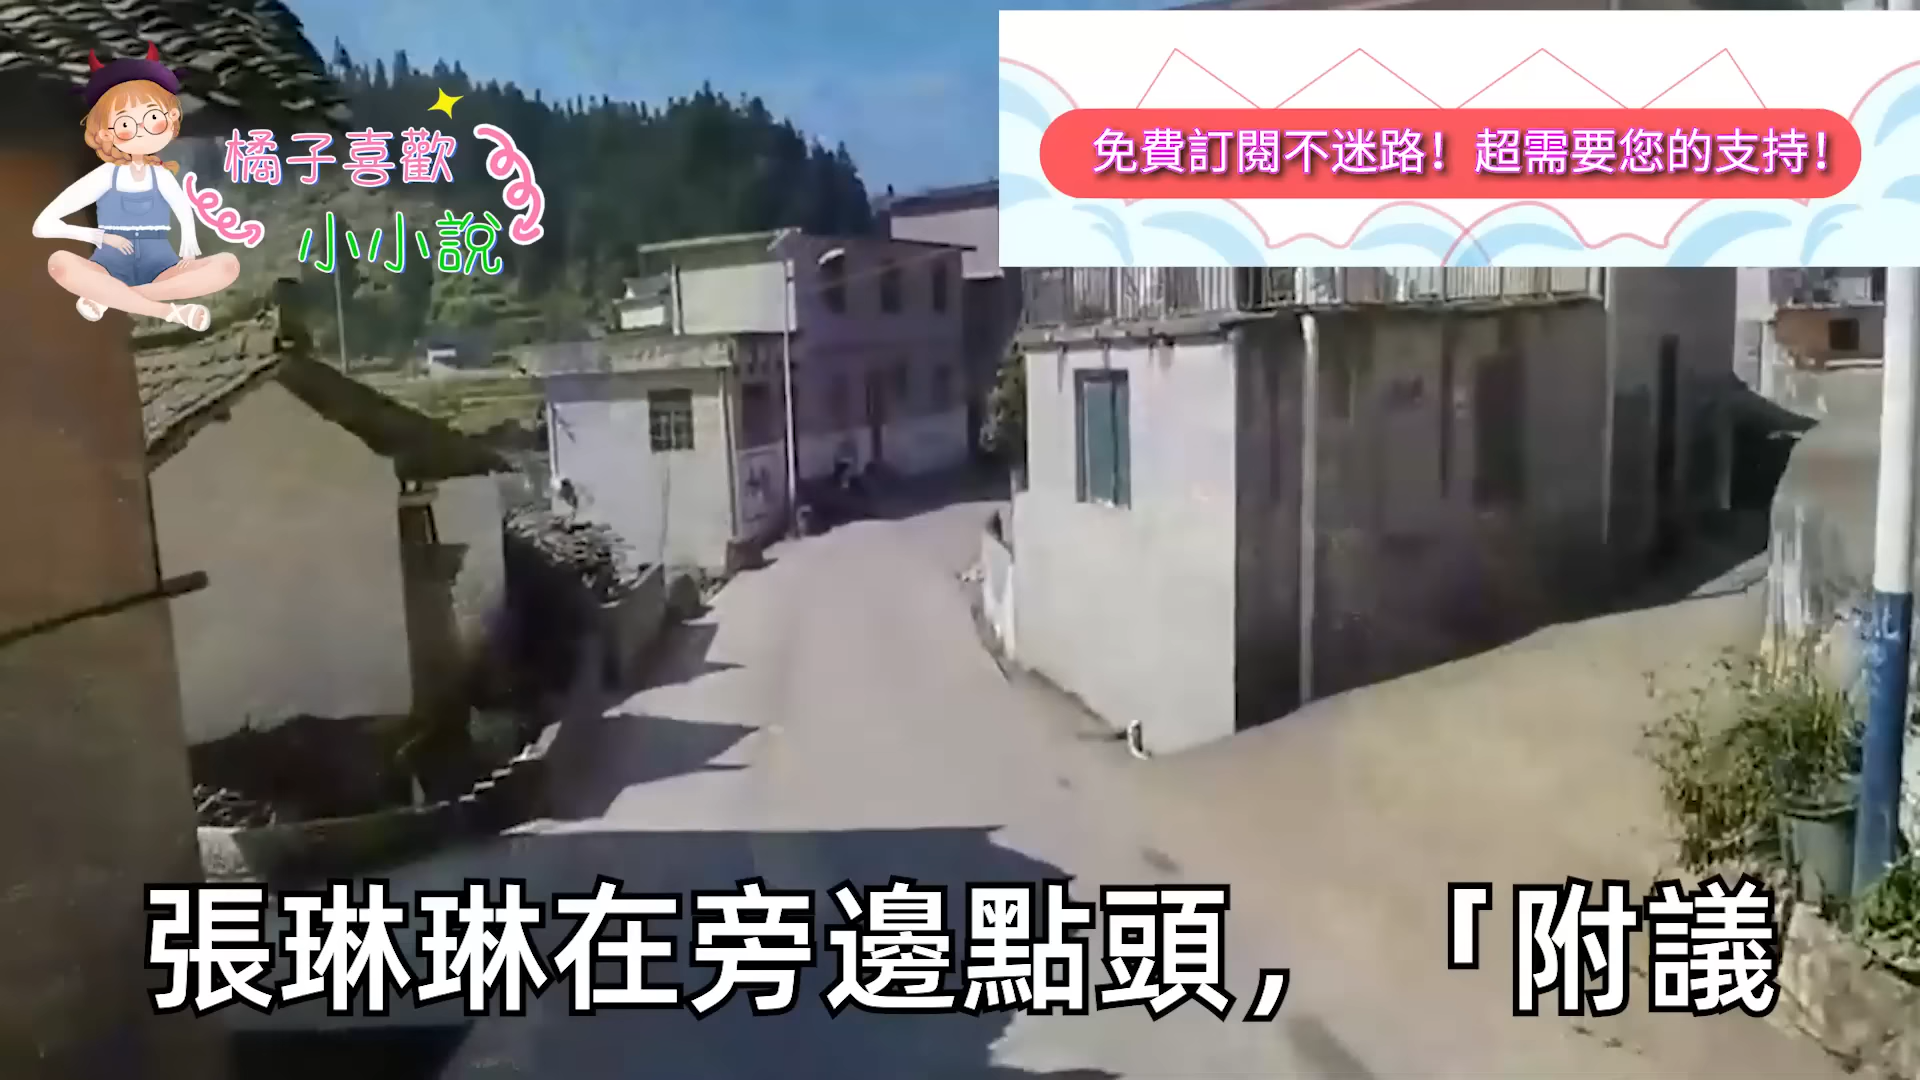 橘子喜歡
小小說
免費訂閱不迷路！超需要您的支持！
張琳琳在旁邊點頭，「附議